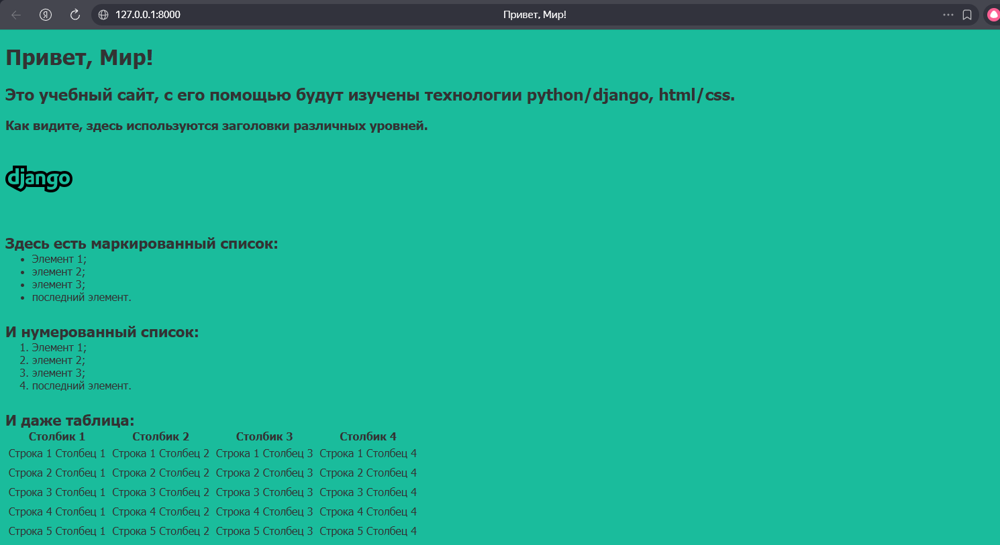 127.0.0.1:8000 Привет, Мир!
Привет, Мир!
Это учебный сайт, с его помощью будут изучены технологии python/django, html/css.
Как видите, здесь используются заголовки различных уровней.
django
Здесь есть маркированный список:
• Элемент 1;
• элемент 2;
• элемент 3;
• последний элемент.
И нумерованный список:
1. Элемент 1;
2. элемент 2;
3. элемент 3;
4. последний элемент.
И даже таблица:
Столбик 1 Столбик 2 Столбик 3 Столбик 4
Строка 1 Столбец 1 Строка 1 Столбец 2 Строка 1 Столбец 3 Строка 1 Столбец 4
Строка 2 Столбец 1 Строка 2 Столбец 2 Строка 2 Столбец 3 Строка 2 Столбец 4
Строка 3 Столбец 1 Строка 3 Столбец 2 Строка 3 Столбец 3 Строка 3 Столбец 4
Строка 4 Столбец 1 Строка 4 Столбец 2 Строка 4 Столбец 3 Строка 4 Столбец 4
Строка 5 Столбец 1 Строка 5 Столбец 2 Строка 5 Столбец 3 Строка 5 Столбец 4